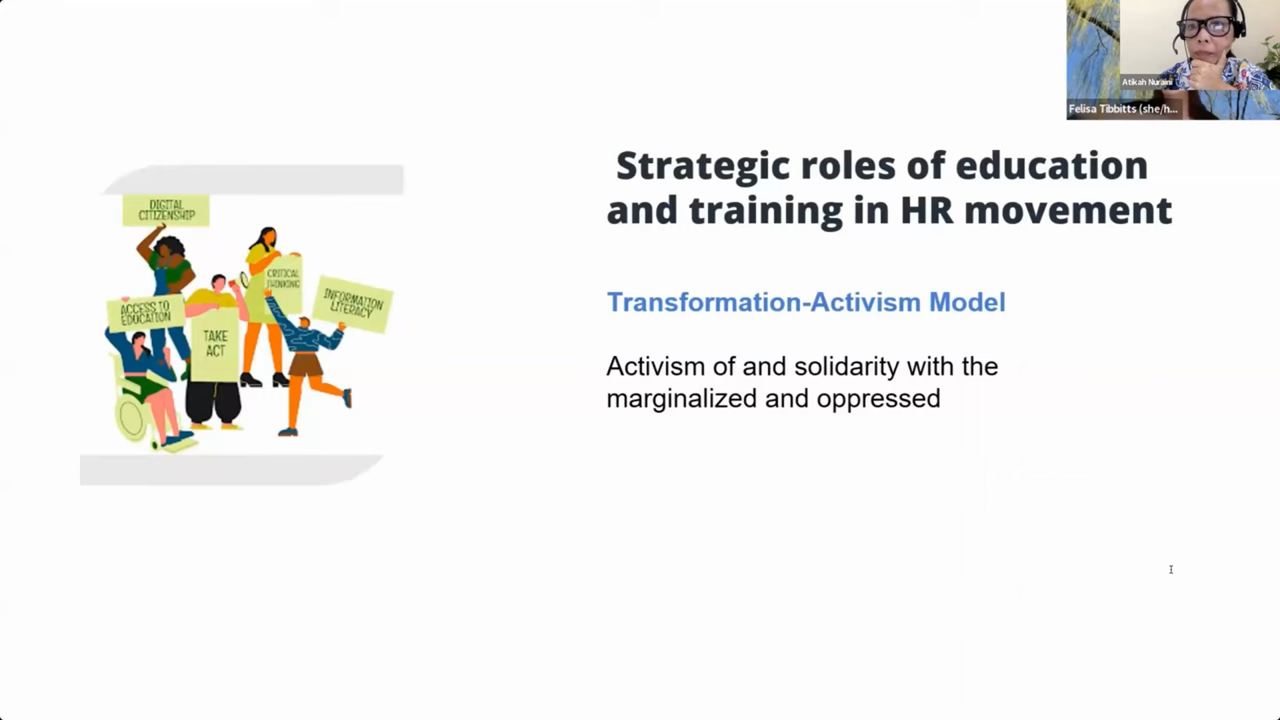 Atikah Nuraini
Felisa Tibbitts (she/h...
Strategic roles of education
and training in HR movement
Transformation-Activism Model
Activism of and solidarity with the
marginalized and oppressed
DIGITAL
CITIZENSHIP
CRITICAL
THINKING
INFORMATION
LITERACY
ACCESS TO
EDUCATION
TAKE
ACT